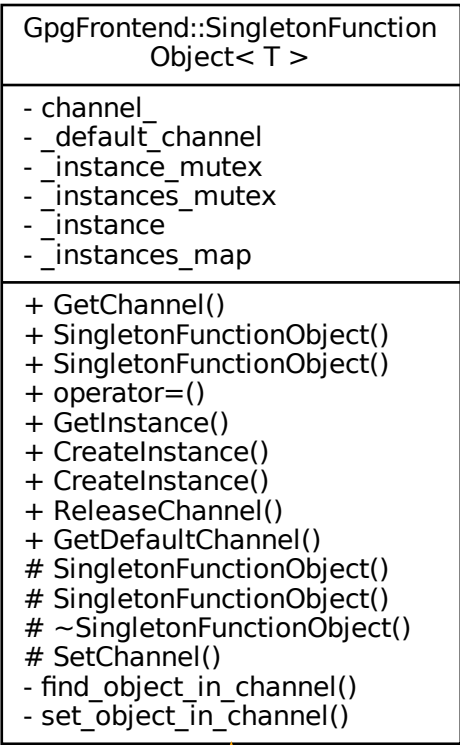 GpgFrontend::SingletonFunction
Object< T >
- channel_
- _default_channel
- _instance_mutex
- _instances_mutex
- _instance
- _instances_map
+ GetChannel()
+ SingletonFunctionObject()
+ SingletonFunctionObject()
+ operator=()
+ GetInstance()
+ CreateInstance()
+ CreateInstance()
+ ReleaseChannel()
+ GetDefaultChannel()
# SingletonFunctionObject()
# SingletonFunctionObject()
# ~SingletonFunctionObject()
# SetChannel()
- find_object_in_channel()
- set_object_in_channel()